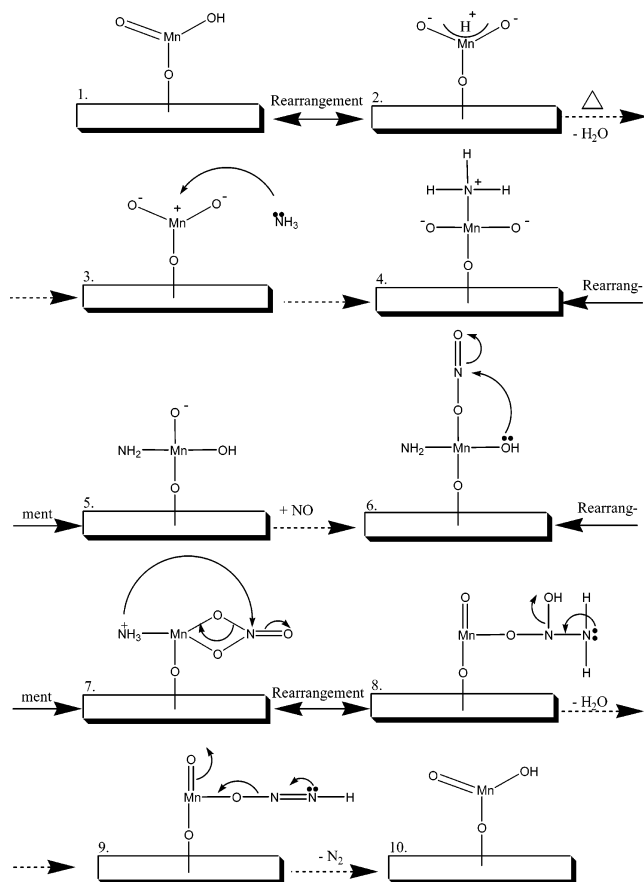 O OH
Mn
O
1.
Rearrangement
H⁺
O⁻ O⁻
Mn
O
2.
△
- H₂O
O⁻ O⁻
+
Mn
O
3.
NH₃
H
H N⁺ H
⁻O Mn O⁻
O
4.
Rearrang-
ment
O⁻
NH₂ Mn OH
O
5.
+ NO
O
N
O
NH₂ Mn OH
O
6.
Rearrang-
ment
+
NH₃ Mn
O
N O
O
O
7.
Rearrangement
O OH H
Mn O N N
H
O
8.
- H₂O
O
Mn O N N H
O
9.
- N₂
O OH
Mn
O
10.